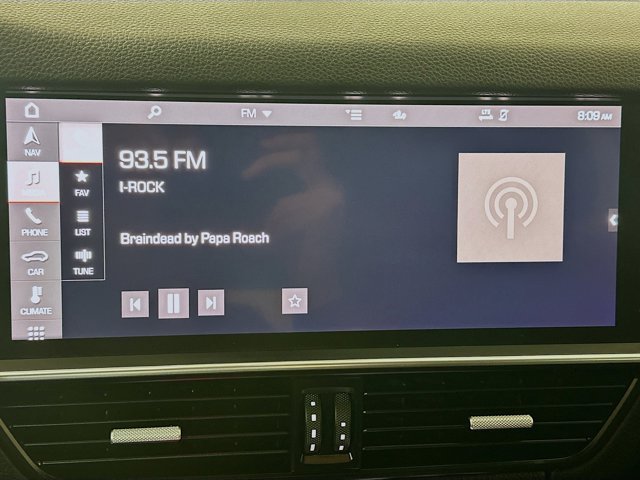 FM
LTE
8:09 AM
NAV
PHONE
CAR
CLIMATE
FAV
LIST
TUNE
93.5 FM
I-ROCK
Braindead by Papa Roach